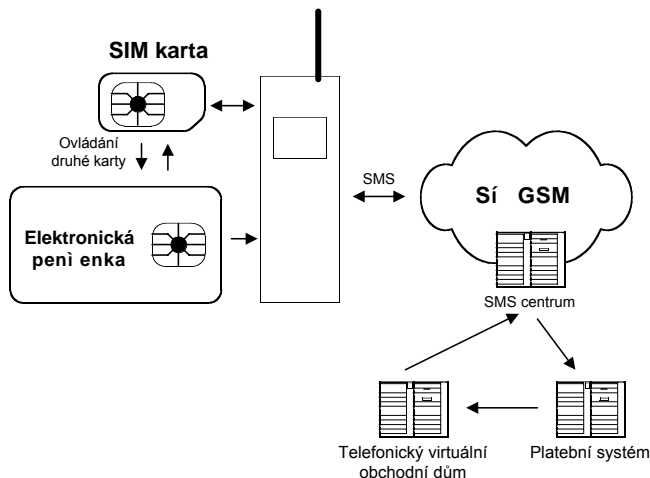 SIM karta
Ovládání
druhé karty
Elektronická
penì enka
SMS
Sí GSM
SMS centrum
Telefonický virtuální
obchodní dům
Platební systém